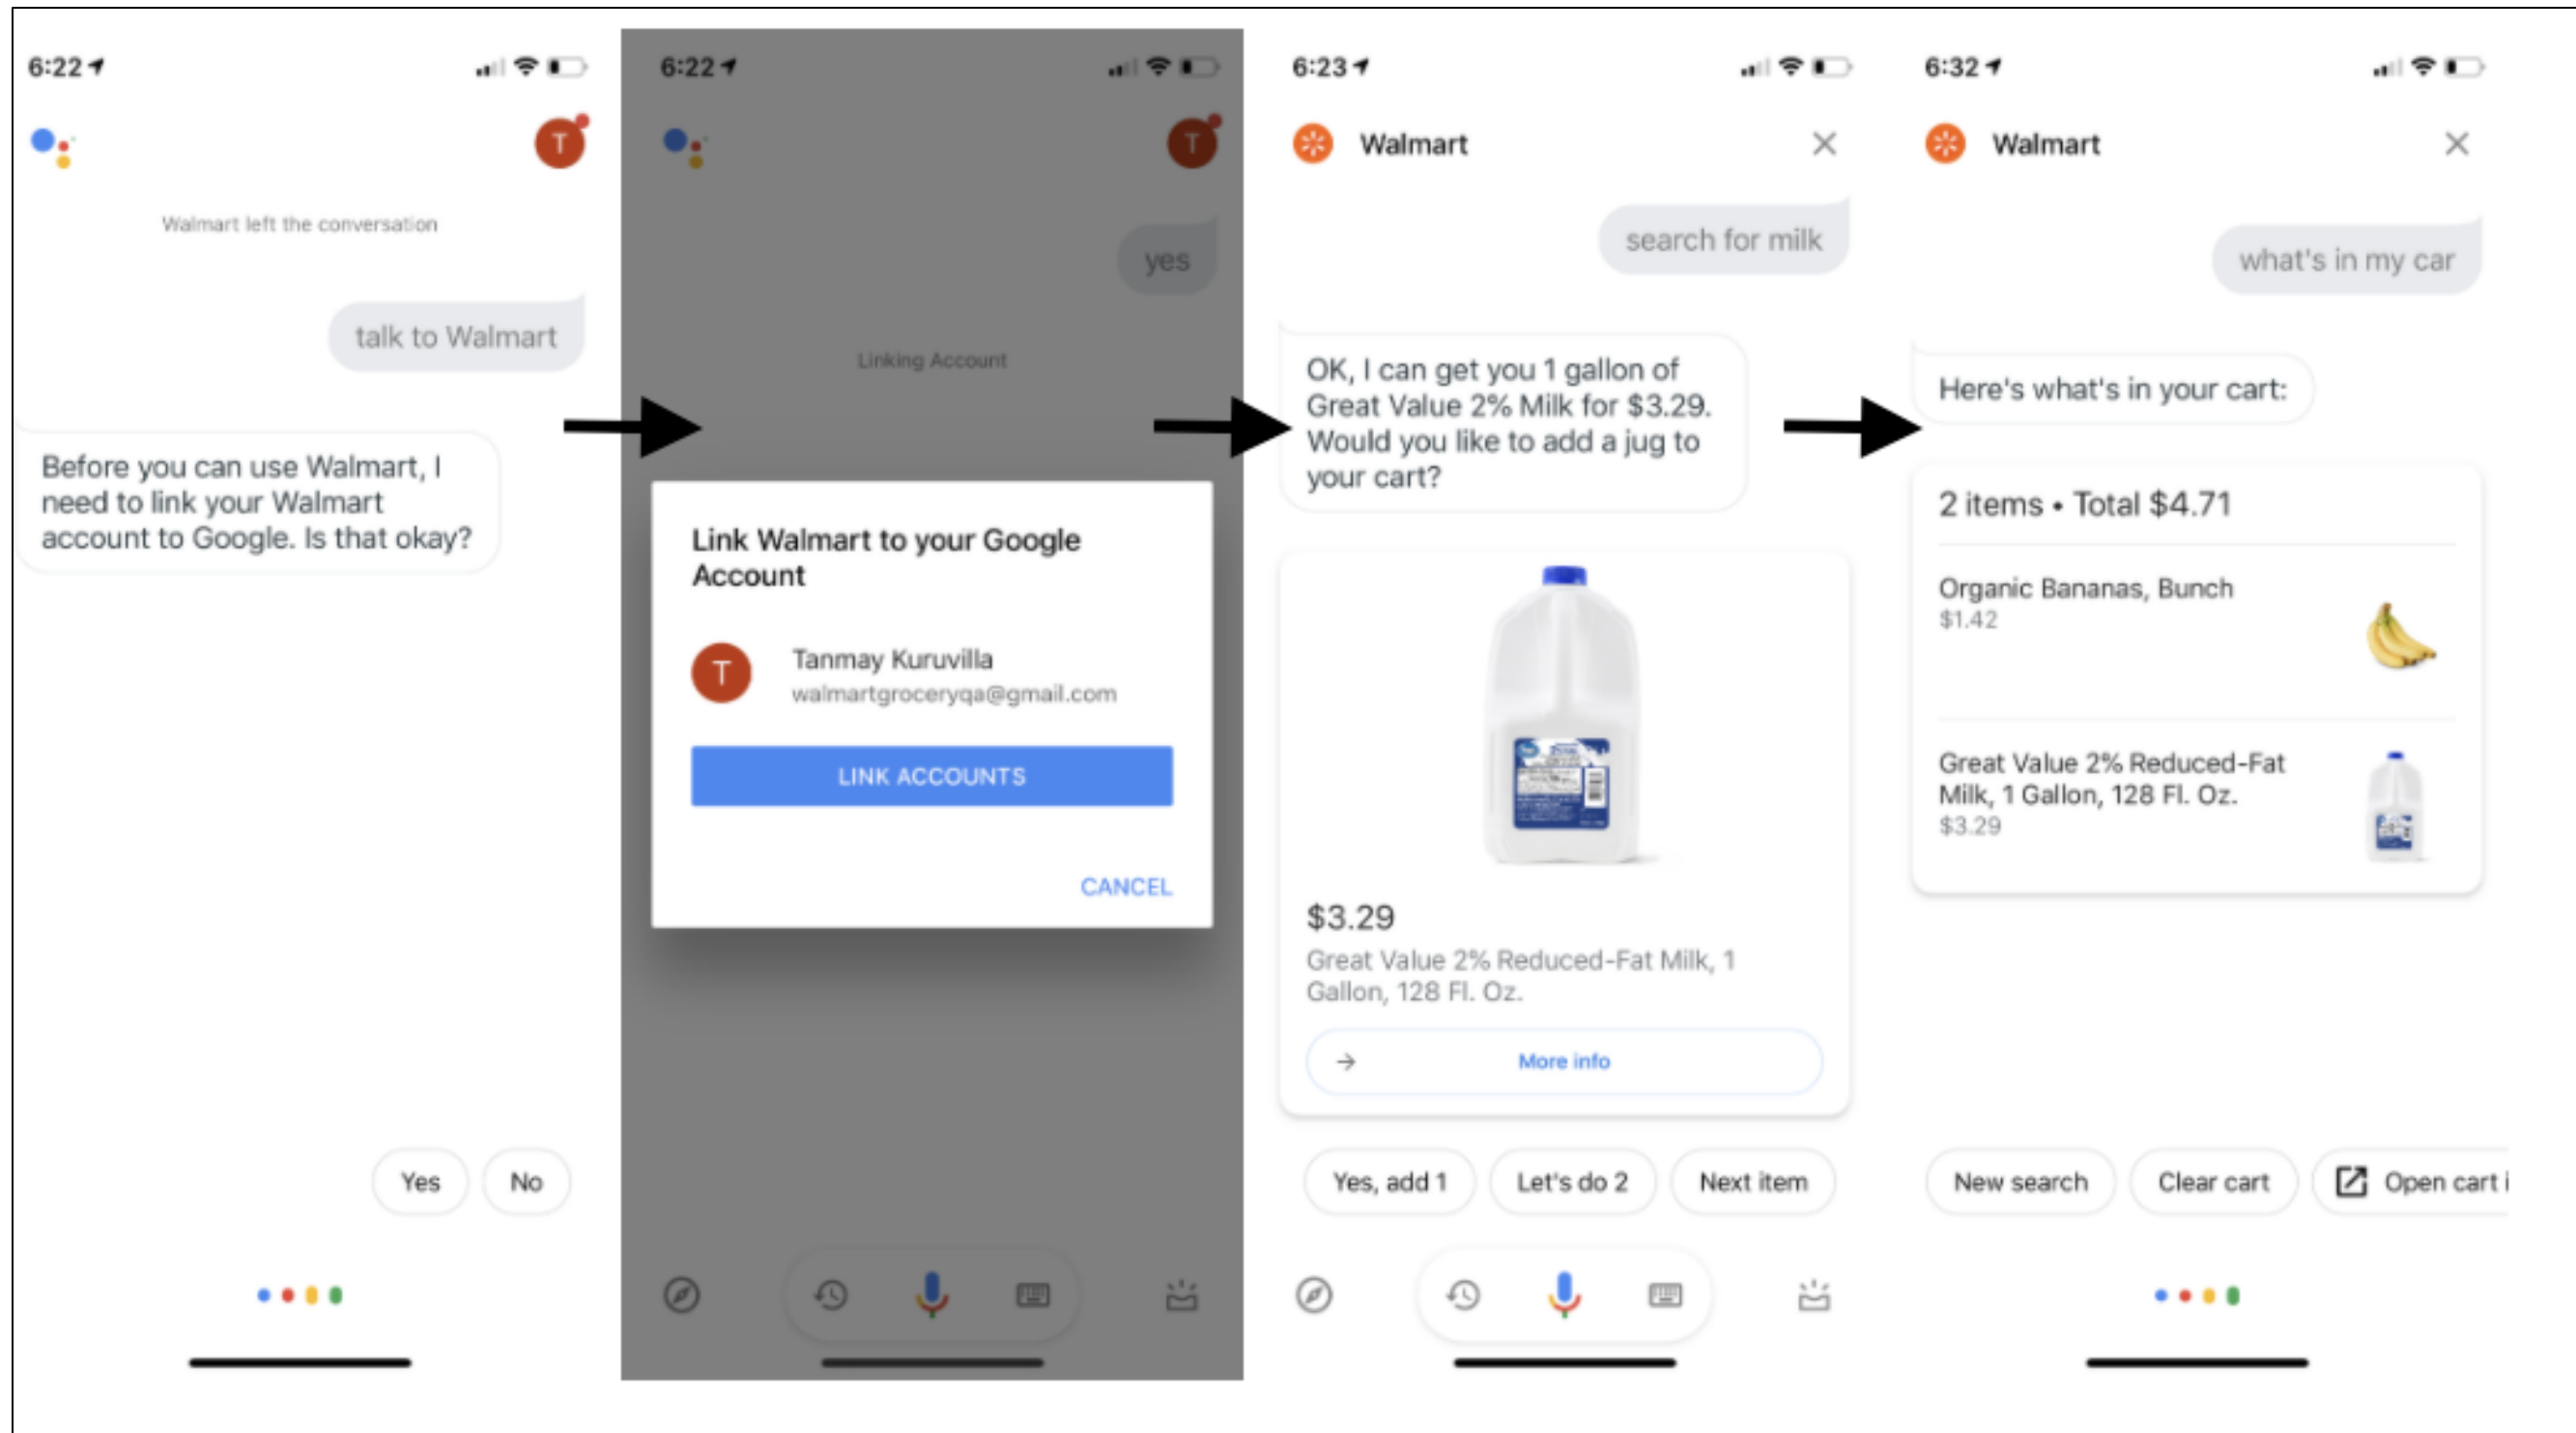 6:22
Walmart left the conversation
talk to Walmart
Before you can use Walmart, I
need to link your Walmart
account to Google. Is that okay?
Yes
No
6:22
T
yes
Linking Account
Link Walmart to your Google
Account
T
Tanmay Kuruvilla
walmartgroceryqa@gmail.com
LINK ACCOUNTS
CANCEL
6:23
Walmart
search for milk
OK, I can get you 1 gallon of
Great Value 2% Milk for $3.29.
Would you like to add a jug to
your cart?
$3.29
Great Value 2% Reduced-Fat Milk, 1
Gallon, 128 Fl. Oz.
More info
Yes, add 1
Let's do 2
Next item
6:32
Walmart
what's in my car
Here's what's in your cart:
2 items • Total $4.71
Organic Bananas, Bunch
$1.42
Great Value 2% Reduced-Fat
Milk, 1 Gallon, 128 Fl. Oz.
$3.29
New search
Clear cart
Open cart i